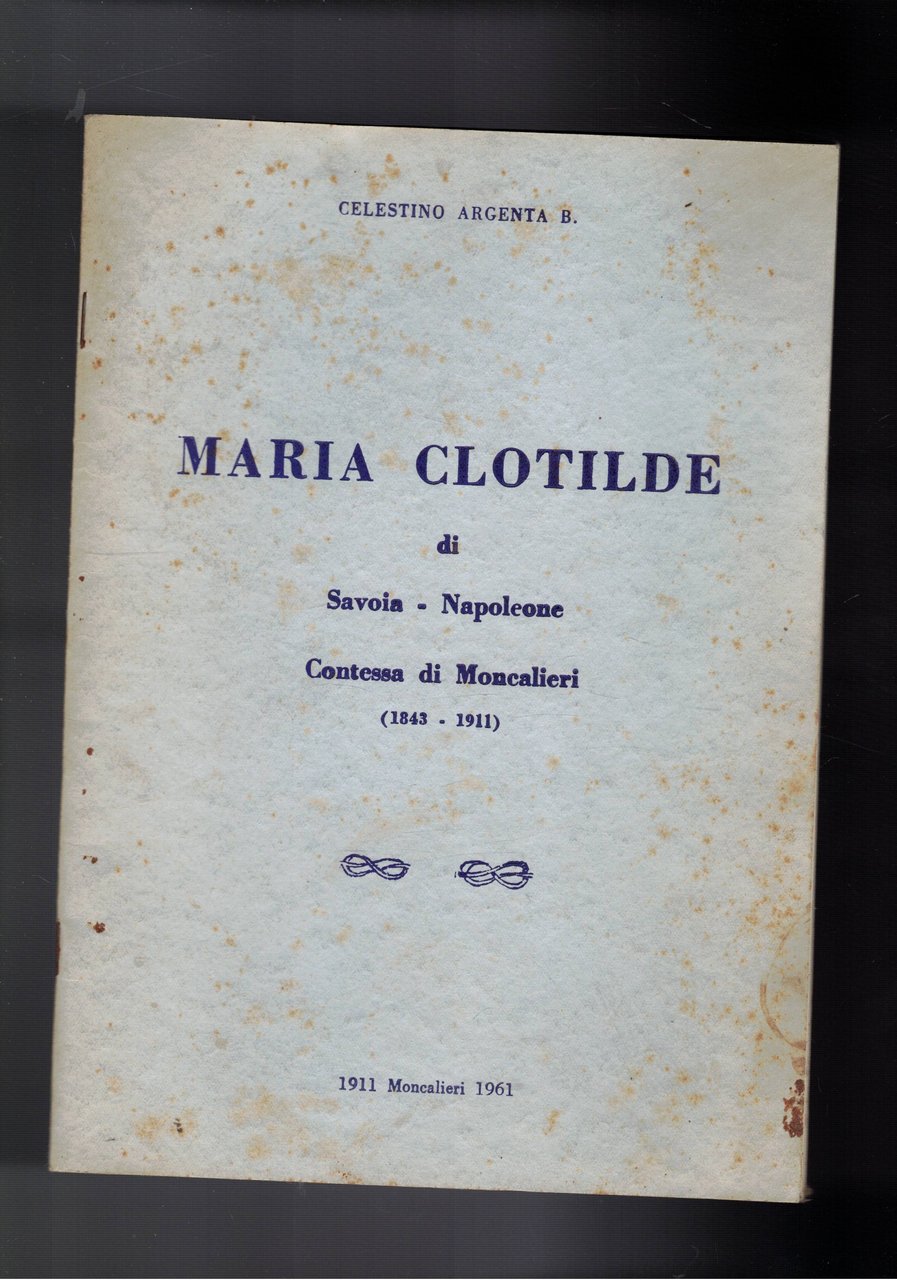 CELESTINO ARGENTA B.
MARIA CLOTILDE
di
Savoia - Napoleone
Contessa di Moncalieri
(1843 - 1911)
1911 Moncalieri 1961